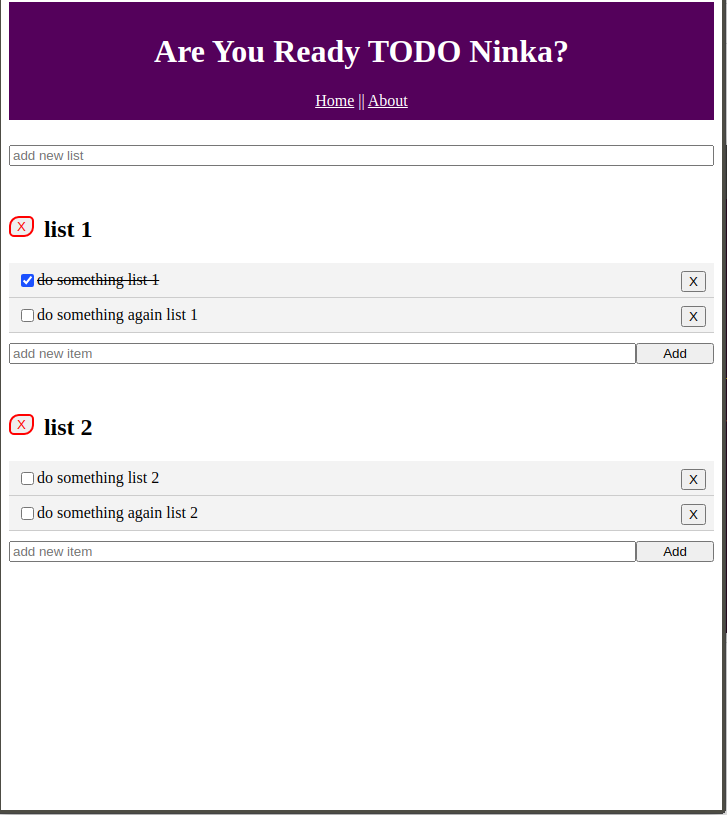 Are You Ready TODO Ninka?
Home || About
add new list
X list 1
do something list 1 X
do something again list 1 X
add new item Add
X list 2
do something list 2 X
do something again list 2 X
add new item Add